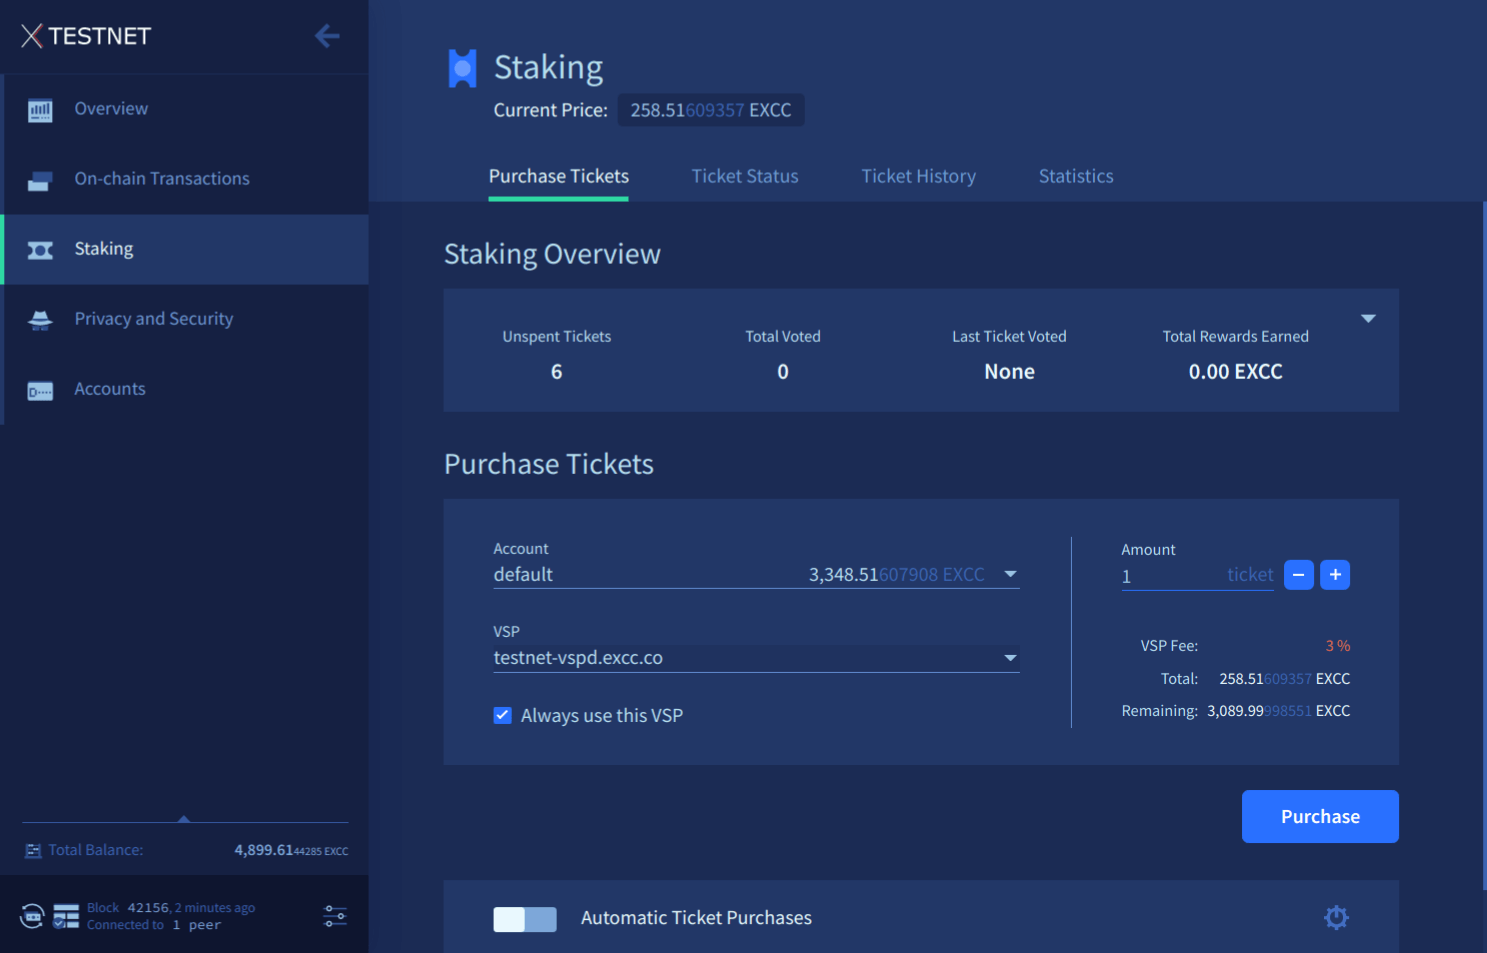 TESTNET
Overview
On-chain Transactions
Staking
Privacy and Security
Accounts
Total Balance: 4,899.6144285 EXCC
Block 42156, 2 minutes ago
Connected to 1 peer
Staking
Current Price: 258.51609357 EXCC
Purchase Tickets Ticket Status Ticket History Statistics
Staking Overview
Unspent Tickets Total Voted Last Ticket Voted Total Rewards Earned
6 0 None 0.00 EXCC
Purchase Tickets
Account
default 3,348.51607908 EXCC
VSP
testnet-vspd.excc.co
Always use this VSP
Amount
1 ticket
VSP Fee: 3 %
Total: 258.51609357 EXCC
Remaining: 3,089.99998551 EXCC
Purchase
Automatic Ticket Purchases